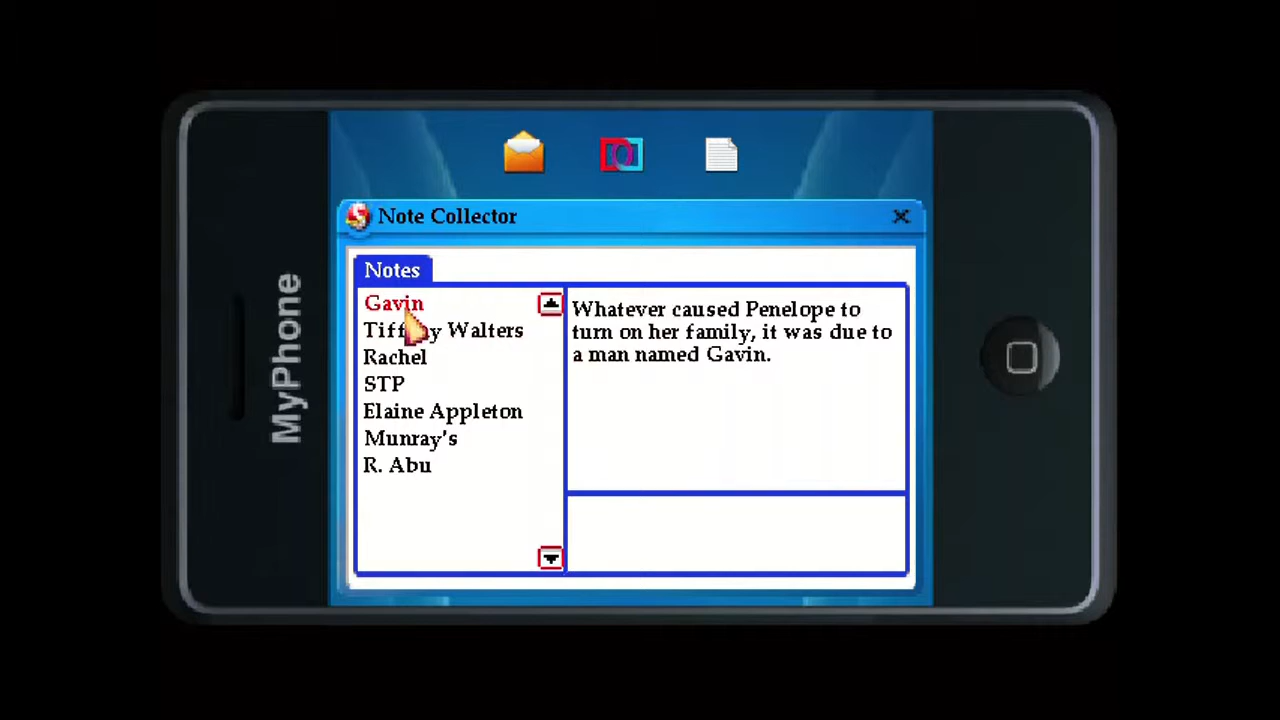 MyPhone
Note Collector
Notes
Gavin
Tiffany Walters
Rachel
STP
Elaine Appleton
Munray's
R. Abu
Whatever caused Penelope to
turn on her family, it was due to
a man named Gavin.